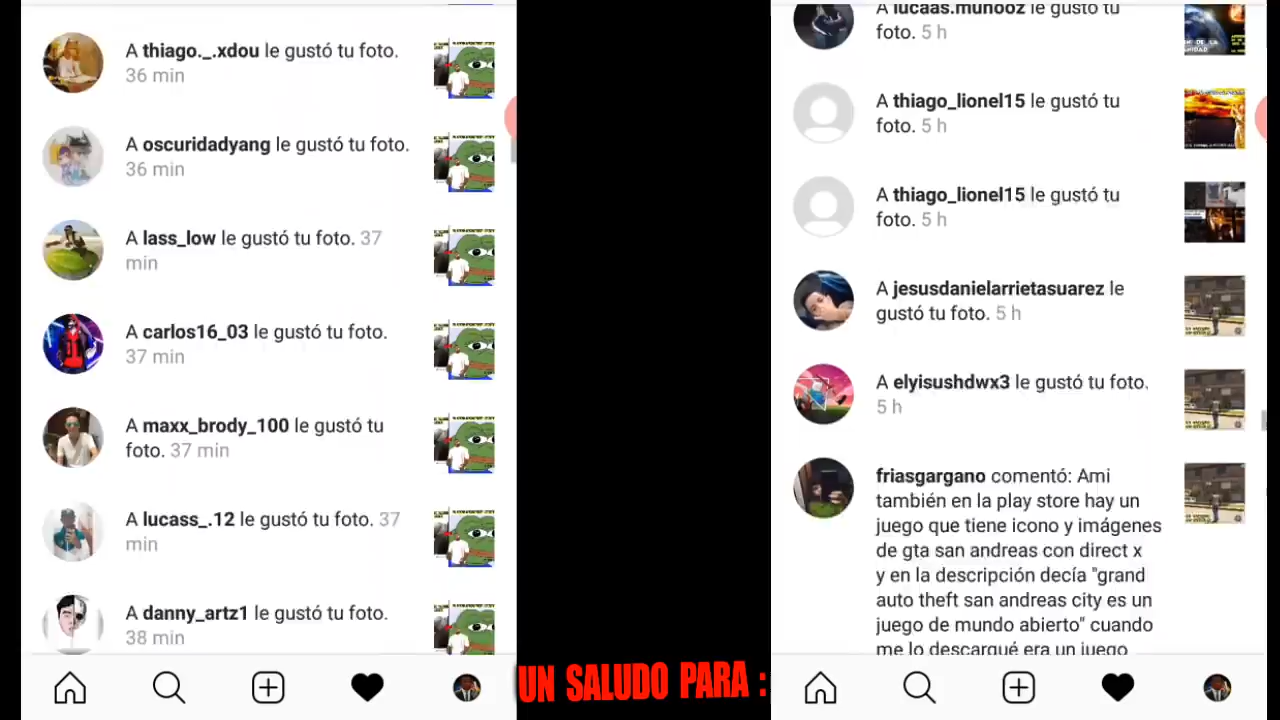 A thiago._.xdou le gustó tu foto.
36 min
A oscuridadyang le gustó tu foto.
36 min
A lass_low le gustó tu foto. 37
min
A carlos16_03 le gustó tu foto.
37 min
A maxx_brody_100 le gustó tu
foto. 37 min
A lucass_.12 le gustó tu foto. 37
min
A danny_artz1 le gustó tu foto.
38 min
UN SALUDO PARA :
A lucaas.munooz le gustó tu
foto. 5 h
A thiago_lionel15 le gustó tu
foto. 5 h
A thiago_lionel15 le gustó tu
foto. 5 h
A jesusdanielarrietasuarez le
gustó tu foto. 5 h
A elyisushdwx3 le gustó tu foto.
5 h
friasgargano comentó: Ami
también en la play store hay un
juego que tiene icono y imágenes
de gta san andreas con direct x
y en la descripción decía "grand
auto theft san andreas city es un
juego de mundo abierto" cuando
me lo descargué era un juego